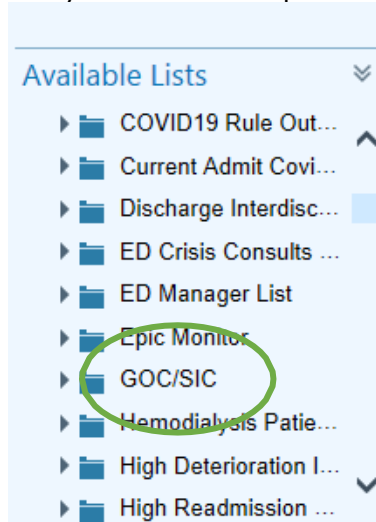 Available Lists
COVID19 Rule Out...
Current Admit Covi...
Discharge Interdisc...
ED Crisis Consults ...
ED Manager List
Epic Monitor
GOC/SIC
Hemodialysis Patie...
High Deterioration I...
High Readmission ...